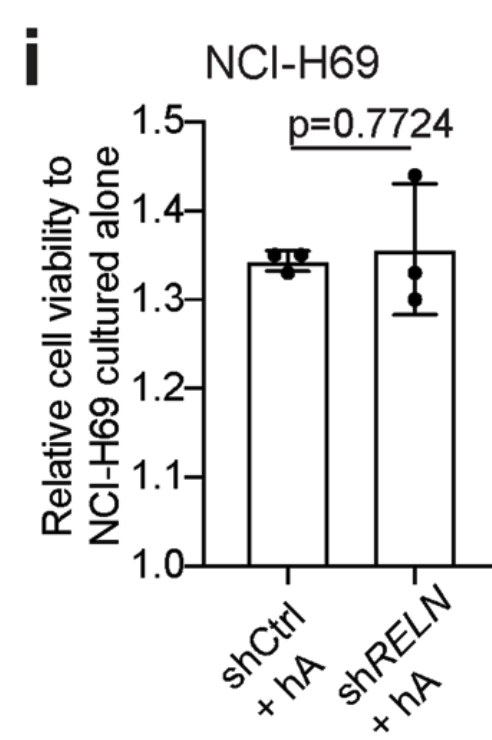 i
NCI-H69
p=0.7724
Relative cell viability to
NCI-H69 cultured alone
1.5
1.4
1.3
1.2
1.1
1.0
shCtrl
+ hA
shRELN
+ hA